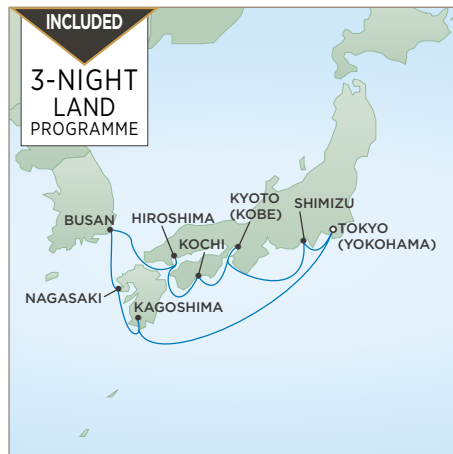 INCLUDED
3-NIGHT
LAND
PROGRAMME
KYOTO
(KOBE)
SHIMIZU
BUSAN
HIROSHIMA
KOCHI
TOKYO
(YOKOHAMA)
NAGASAKI
KAGOSHIMA